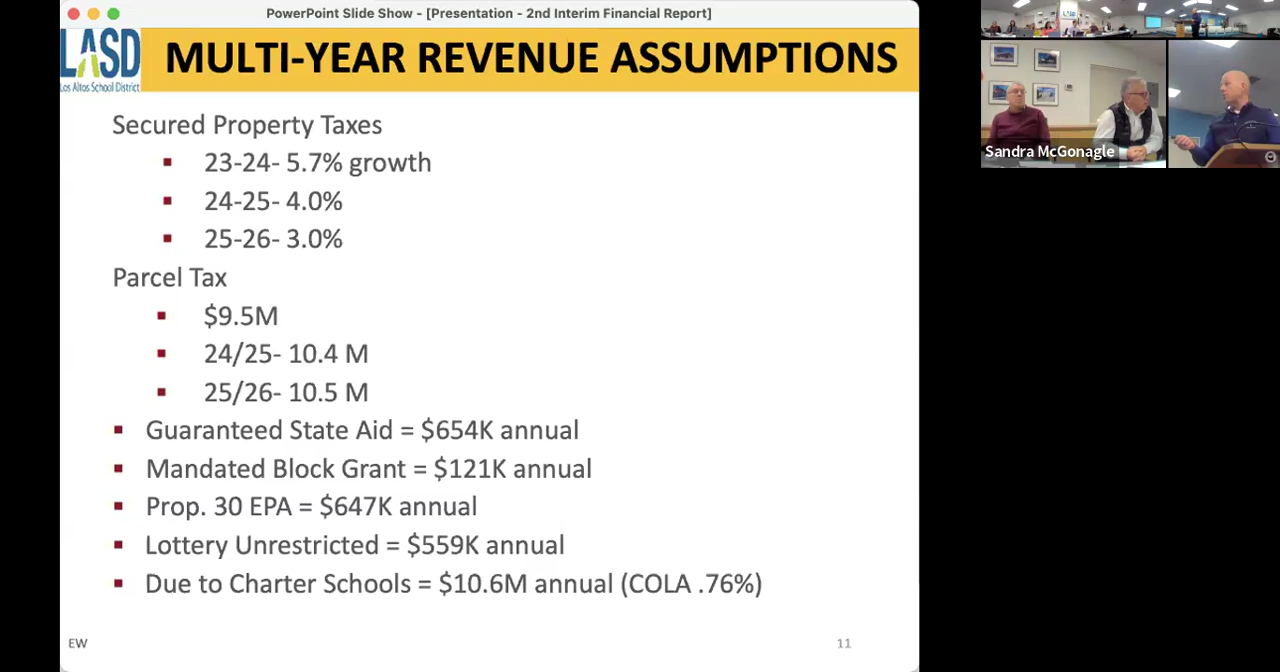 PowerPoint Slide Show - [Presentation - 2nd Interim Financial Report]
LASD
Los Altos School District
MULTI-YEAR REVENUE ASSUMPTIONS
Secured Property Taxes
▪ 23-24- 5.7% growth
▪ 24-25- 4.0%
▪ 25-26- 3.0%
Parcel Tax
▪ $9.5M
▪ 24/25- 10.4 M
▪ 25/26- 10.5 M
▪ Guaranteed State Aid = $654K annual
▪ Mandated Block Grant = $121K annual
▪ Prop. 30 EPA = $647K annual
▪ Lottery Unrestricted = $559K annual
▪ Due to Charter Schools = $10.6M annual (COLA .76%)
EW
11
Sandra McGonagle